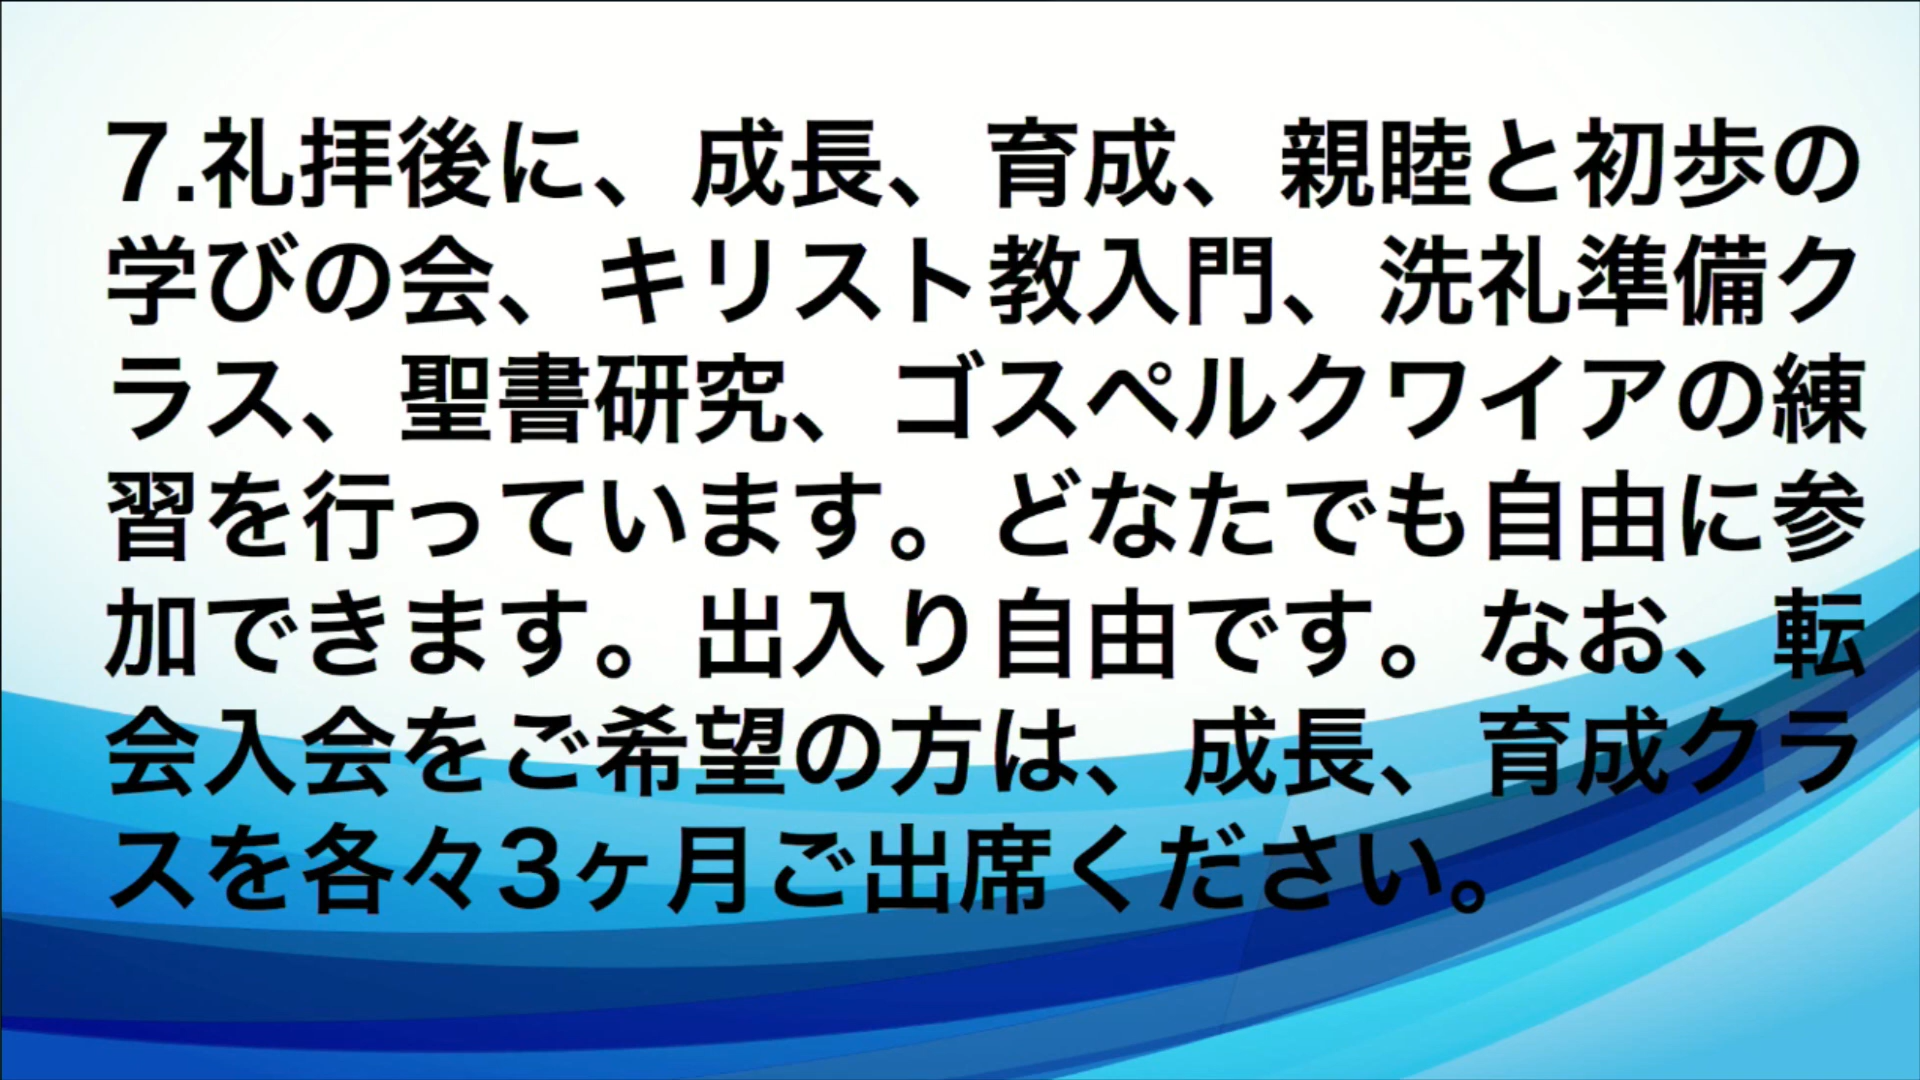 7.礼拝後に、成長、育成、親睦と初歩の
学びの会、キリスト教入門、洗礼準備ク
ラス、聖書研究、ゴスペルクワイアの練
習を行っています。どなたでも自由に参
加できます。出入り自由です。なお、転
会入会をご希望の方は、成長、育成クラ
スを各々3ヶ月ご出席ください。